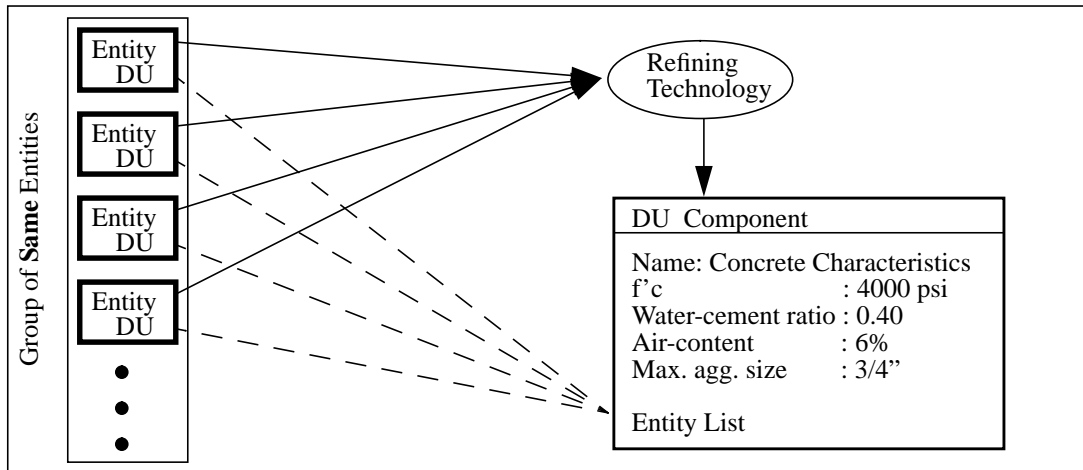 Group of Same Entities
Entity
DU
Entity
DU
Entity
DU
Entity
DU
Refining
Technology
DU Component
Name: Concrete Characteristics
f’c : 4000 psi
Water-cement ratio : 0.40
Air-content : 6%
Max. agg. size : 3/4”
Entity List